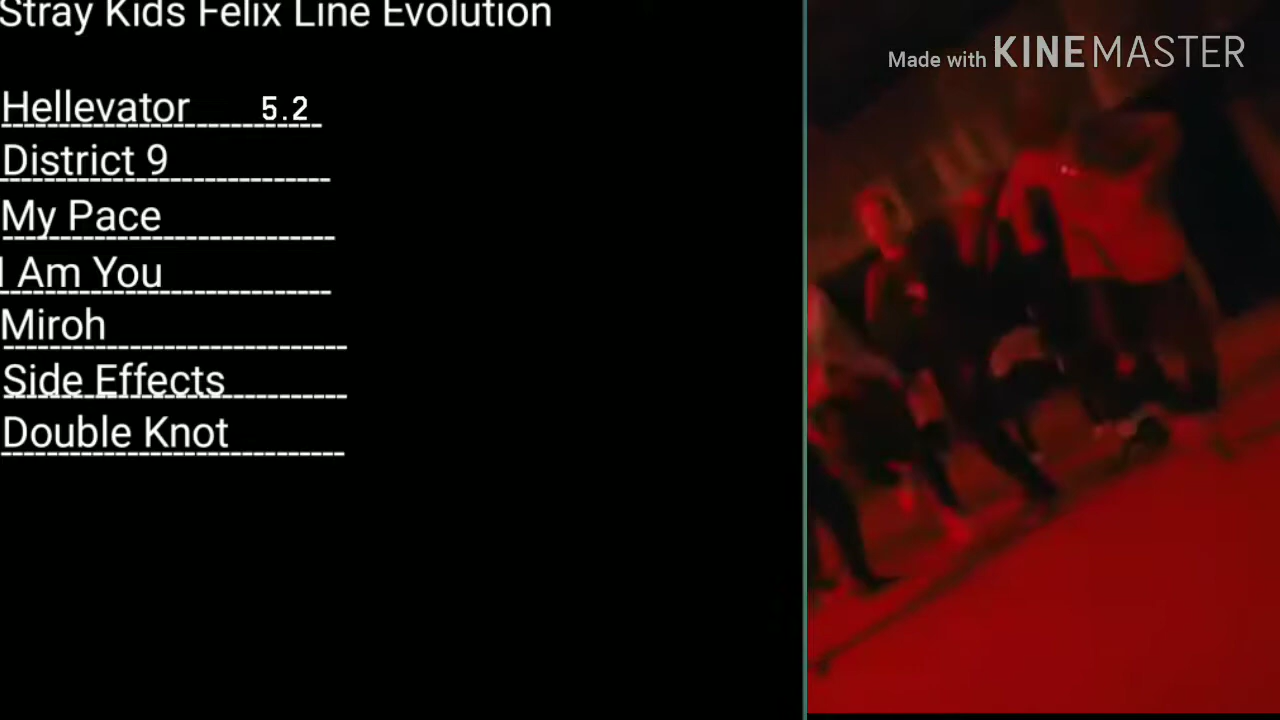 Stray Kids Felix Line Evolution
Made with KINEMASTER
Hellevator 5.2
District 9
My Pace
I Am You
Miroh
Side Effects
Double Knot